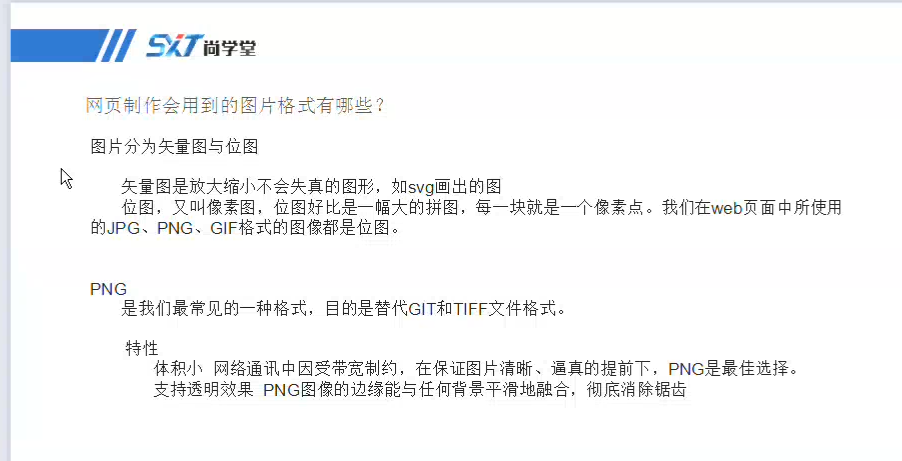 SXT尚学堂
网页制作会用到的图片格式有哪些?
图片分为矢量图与位图
矢量图是放大缩小不会失真的图形，如svg画出的图
位图，又叫像素图，位图好比是一幅大的拼图，每一块就是一个像素点。我们在web页面中所使用
的JPG、PNG、GIF格式的图像都是位图。
PNG
是我们最常见的一种格式，目的是替代GIT和TIFF文件格式。
特性
体积小 网络通讯中因受带宽制约，在保证图片清晰、逼真的提前下，PNG是最佳选择。
支持透明效果 PNG图像的边缘能与任何背景平滑地融合，彻底消除锯齿